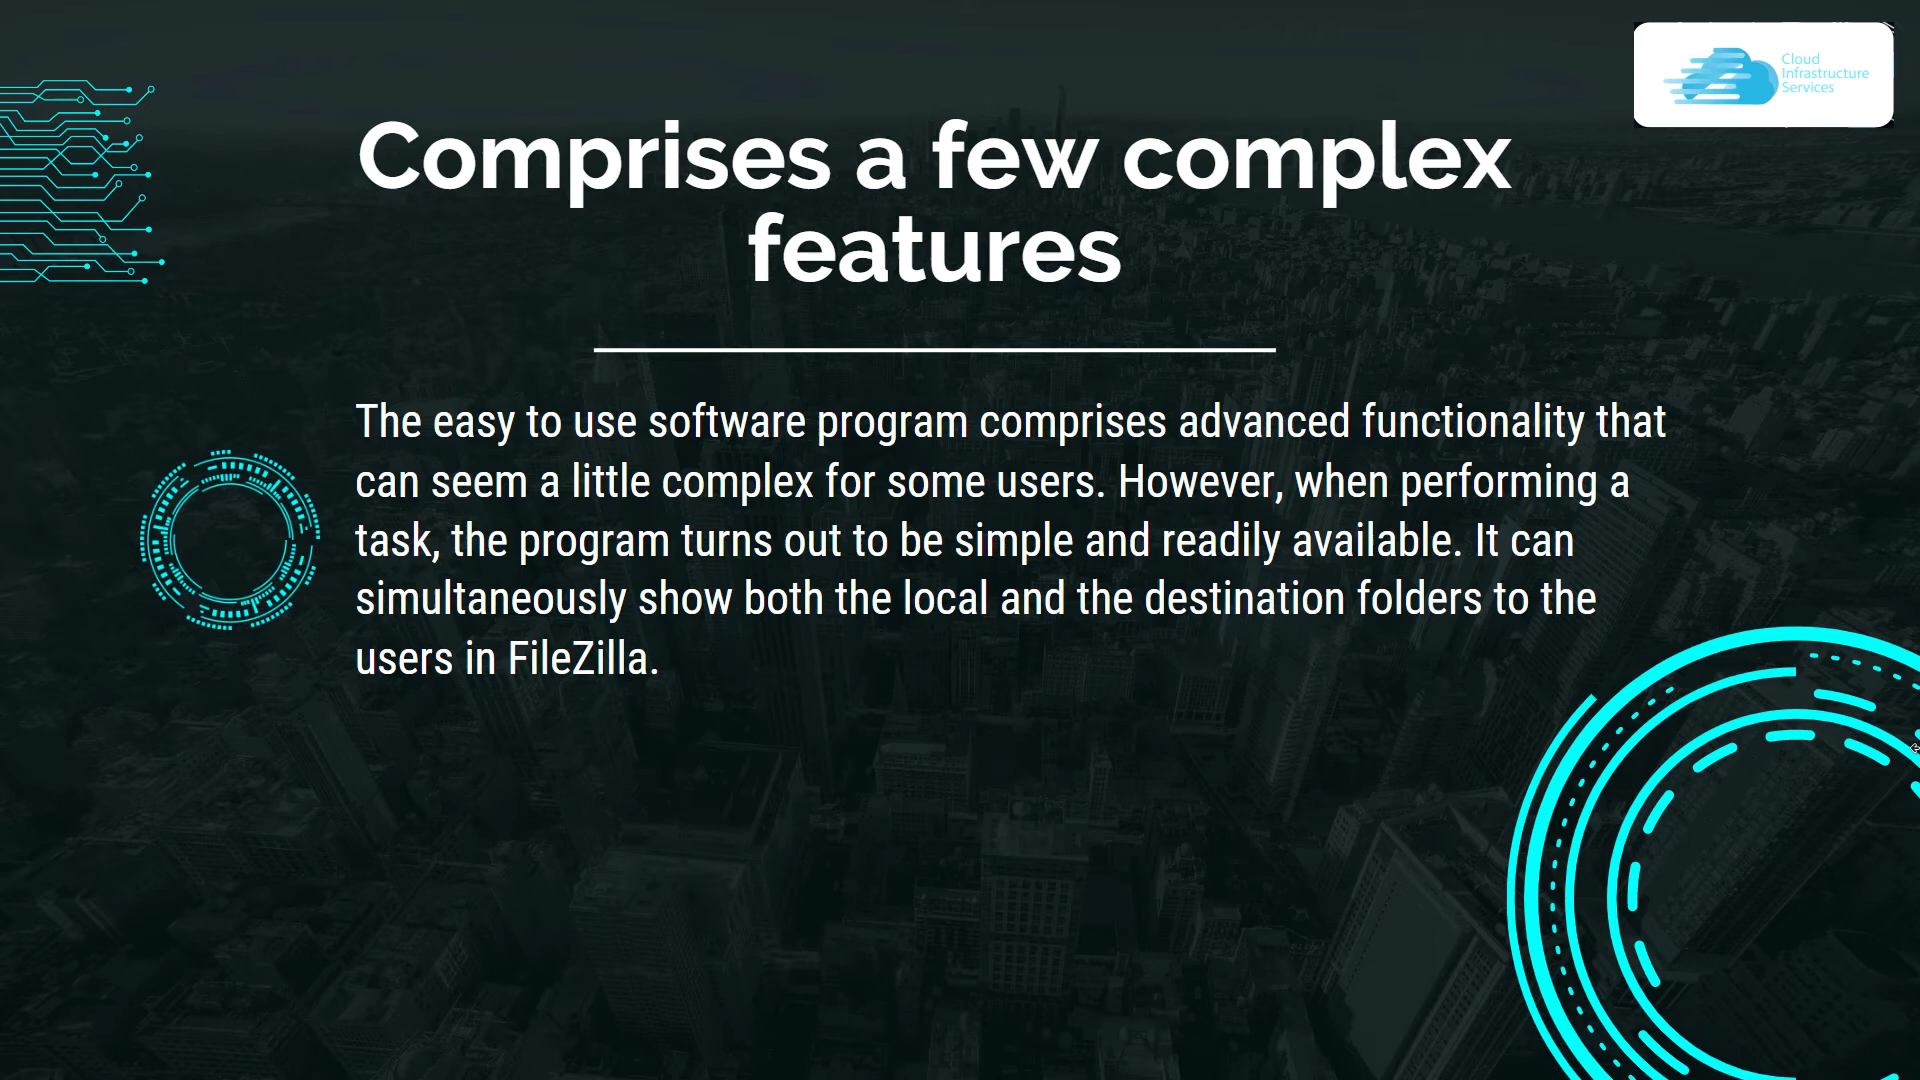 Cloud
Infrastructure
Services
Comprises a few complex
features
The easy to use software program comprises advanced functionality that
can seem a little complex for some users. However, when performing a
task, the program turns out to be simple and readily available. It can
simultaneously show both the local and the destination folders to the
users in FileZilla.